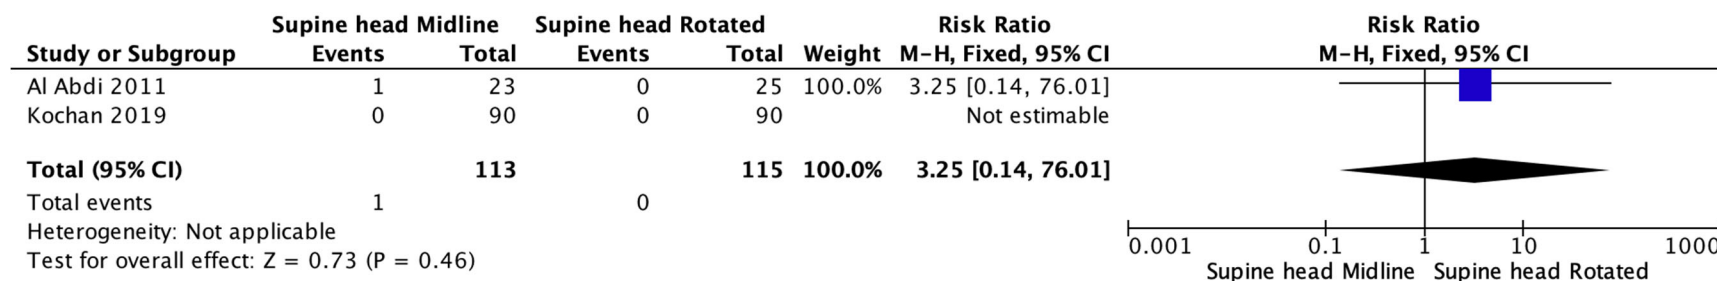 Supine head Midline Supine head Rotated Risk Ratio Risk Ratio
Study or Subgroup Events Total Events Total Weight M-H, Fixed, 95% CI M-H, Fixed, 95% CI
Al Abdi 2011 1 23 0 25 100.0% 3.25 [0.14, 76.01]
Kochan 2019 0 90 0 90 Not estimable
Total (95% CI) 113 115 100.0% 3.25 [0.14, 76.01]
Total events 1 0
Heterogeneity: Not applicable
Test for overall effect: Z = 0.73 (P = 0.46)
0.001 0.1 1 10 1000
Supine head Midline Supine head Rotated